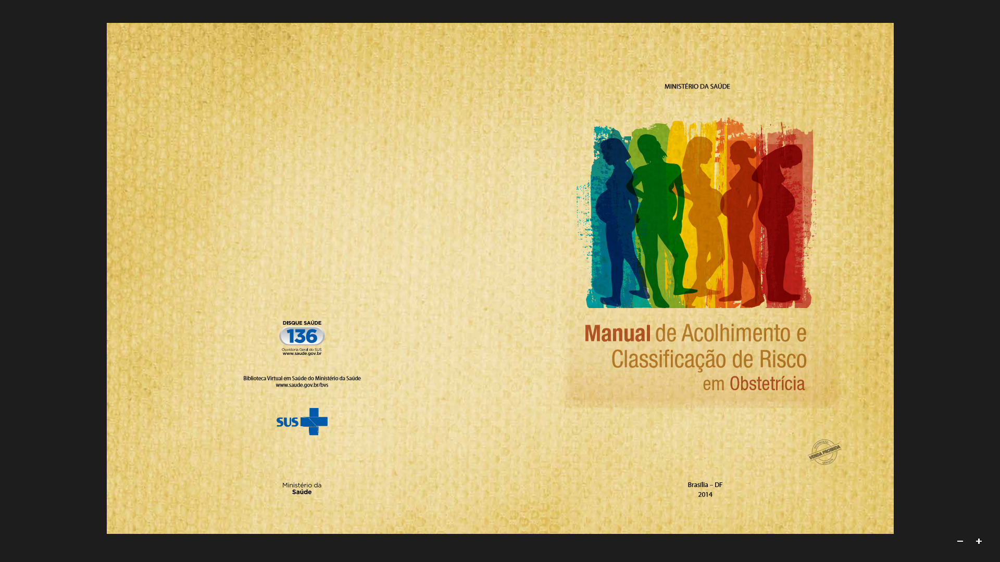 DISQUE SAÚDE
136
Ouvidoria Geral do SUS
www.saude.gov.br
Biblioteca Virtual em Saúde do Ministério da Saúde
www.saude.gov.br/bvs
SUS
Ministério da
Saúde
MINISTÉRIO DA SAÚDE
Manual de Acolhimento e
Classificação de Risco
em Obstetrícia
DISTRIBUIÇÃO
VENDA PROIBIDA
GRATUITA
Brasília – DF
2014